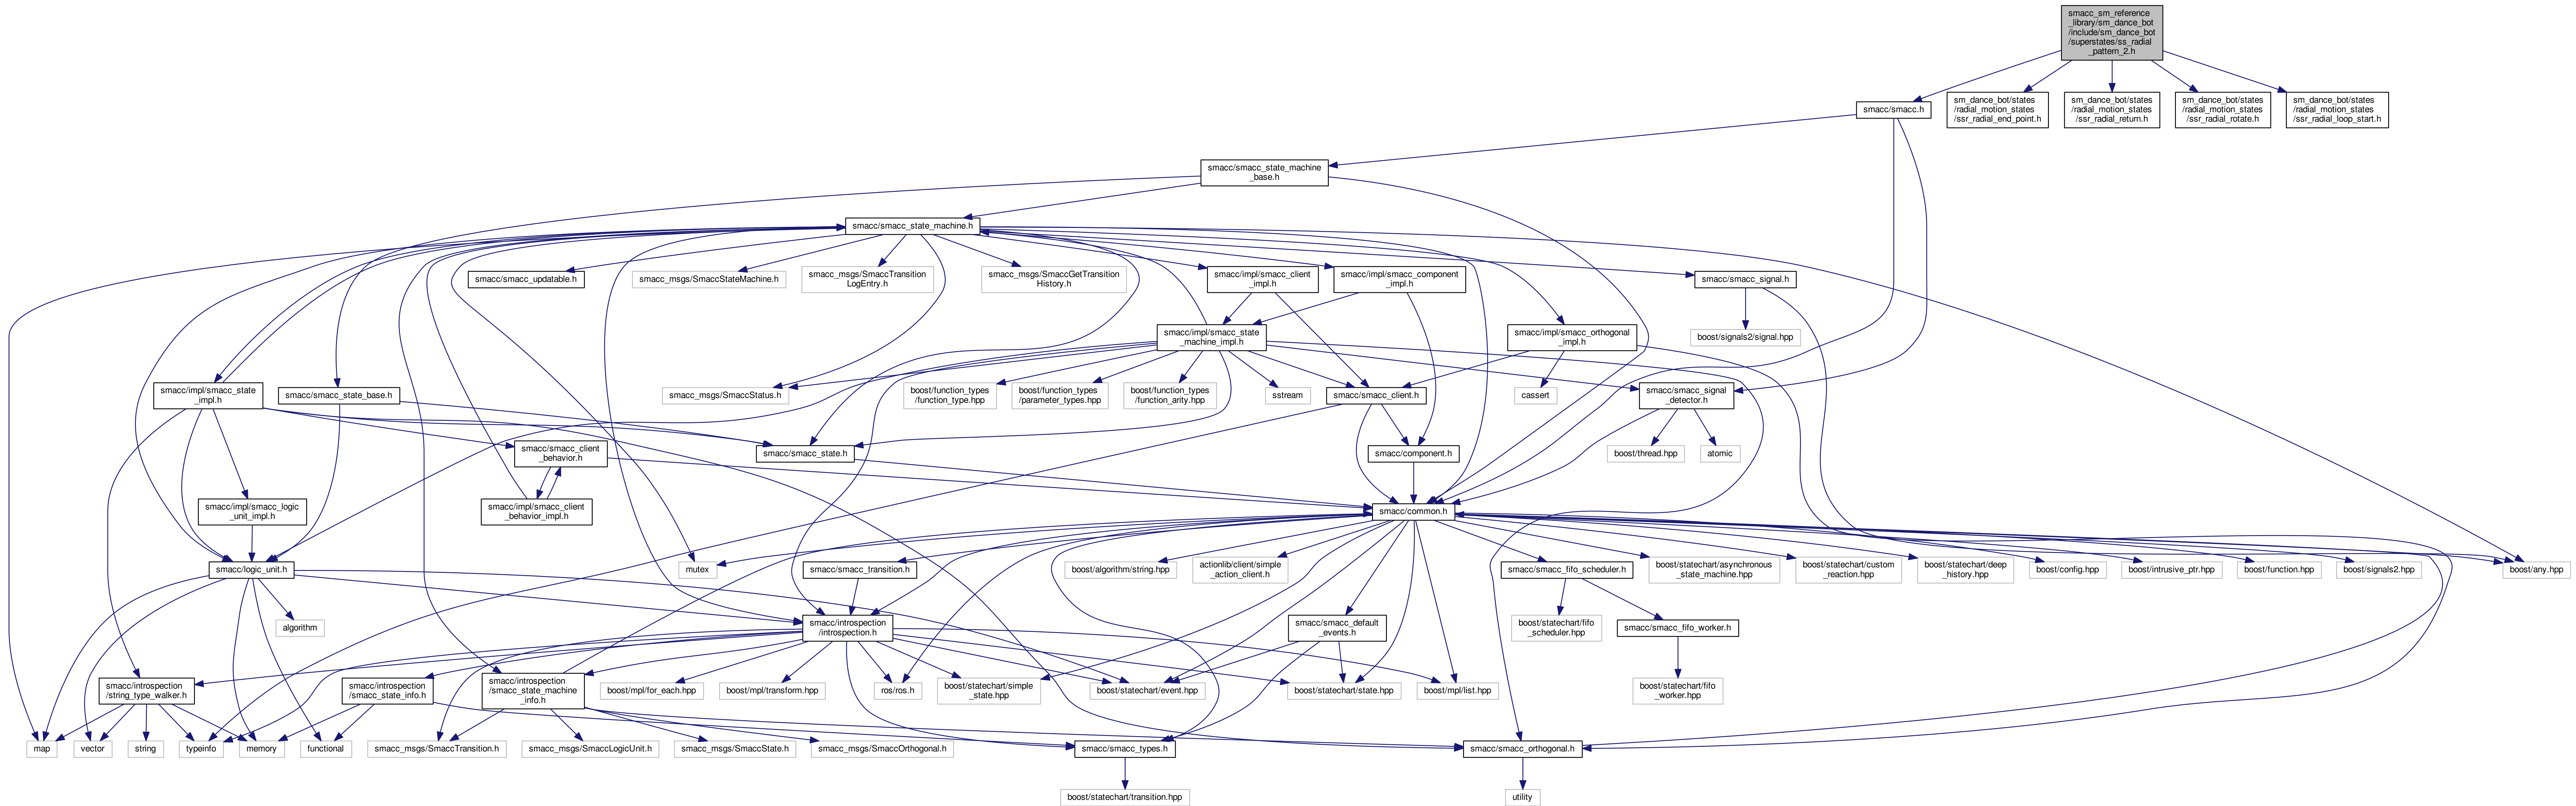 smacc_sm_reference
_library/sm_dance_bot
/include/sm_dance_bot
/superstates/ss_radial
_pattern_2.h
smacc/smacc.h
sm_dance_bot/states
/radial_motion_states
/ssr_radial_end_point.h
sm_dance_bot/states
/radial_motion_states
/ssr_radial_return.h
sm_dance_bot/states
/radial_motion_states
/ssr_radial_rotate.h
sm_dance_bot/states
/radial_motion_states
/ssr_radial_loop_start.h
smacc/smacc_state_machine
_base.h
smacc/smacc_state_machine.h
smacc/smacc_updatable.h
smacc_msgs/SmaccStateMachine.h
smacc_msgs/SmaccTransition
LogEntry.h
smacc_msgs/SmaccGetTransition
History.h
smacc/impl/smacc_client
_impl.h
smacc/impl/smacc_component
_impl.h
smacc/smacc_signal.h
smacc/impl/smacc_state
_machine_impl.h
smacc/impl/smacc_orthogonal
_impl.h
boost/signals2/signal.hpp
smacc/impl/smacc_state
_impl.h
smacc/smacc_state_base.h
smacc_msgs/SmaccStatus.h
boost/function_types
/function_type.hpp
boost/function_types
/parameter_types.hpp
boost/function_types
/function_arity.hpp
sstream
smacc/smacc_client.h
cassert
smacc/smacc_signal
_detector.h
smacc/smacc_client
_behavior.h
smacc/smacc_state.h
smacc/component.h
boost/thread.hpp
atomic
smacc/impl/smacc_logic
_unit_impl.h
smacc/impl/smacc_client
_behavior_impl.h
smacc/common.h
smacc/logic_unit.h
mutex
smacc/smacc_transition.h
boost/algorithm/string.hpp
actionlib/client/simple
_action_client.h
smacc/smacc_fifo_scheduler.h
boost/statechart/asynchronous
_state_machine.hpp
boost/statechart/custom
_reaction.hpp
boost/statechart/deep
_history.hpp
boost/config.hpp
boost/intrusive_ptr.hpp
boost/function.hpp
boost/signals2.hpp
boost/any.hpp
algorithm
smacc/introspection
/introspection.h
smacc/smacc_default
_events.h
boost/statechart/fifo
_scheduler.hpp
smacc/smacc_fifo_worker.h
smacc/introspection
/string_type_walker.h
smacc/introspection
/smacc_state_info.h
smacc/introspection
/smacc_state_machine
_info.h
boost/mpl/for_each.hpp
boost/mpl/transform.hpp
ros/ros.h
boost/statechart/simple
_state.hpp
boost/statechart/event.hpp
boost/statechart/state.hpp
boost/mpl/list.hpp
boost/statechart/fifo
_worker.hpp
map
vector
string
typeinfo
memory
functional
smacc_msgs/SmaccTransition.h
smacc_msgs/SmaccLogicUnit.h
smacc_msgs/SmaccState.h
smacc_msgs/SmaccOrthogonal.h
smacc/smacc_types.h
smacc/smacc_orthogonal.h
boost/statechart/transition.hpp
utility